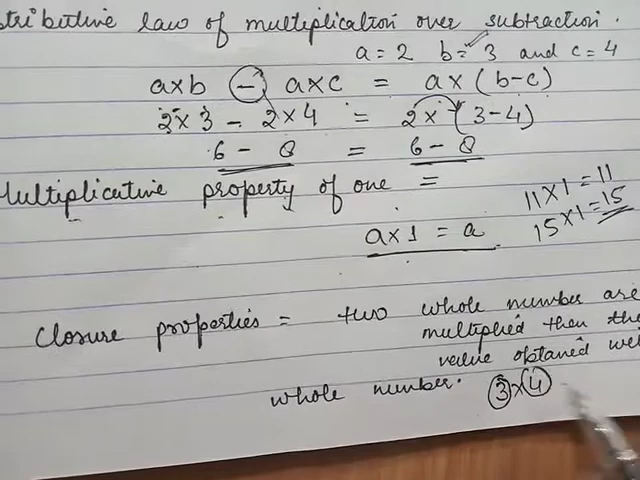 tributive law of multiplication over subtraction.
a = 2 b = 3 and c = 4
a×b - a×c = a×(b-c)
2×3 - 2×4 = 2×(3-4)
6 - 8 = 6 - 8
Multiplicative property of one =
11×1 = 11
15×1 = 15
a×1 = a
Closure properties = two whole number are
multiplied then the
value obtained wel
whole number. 3×4